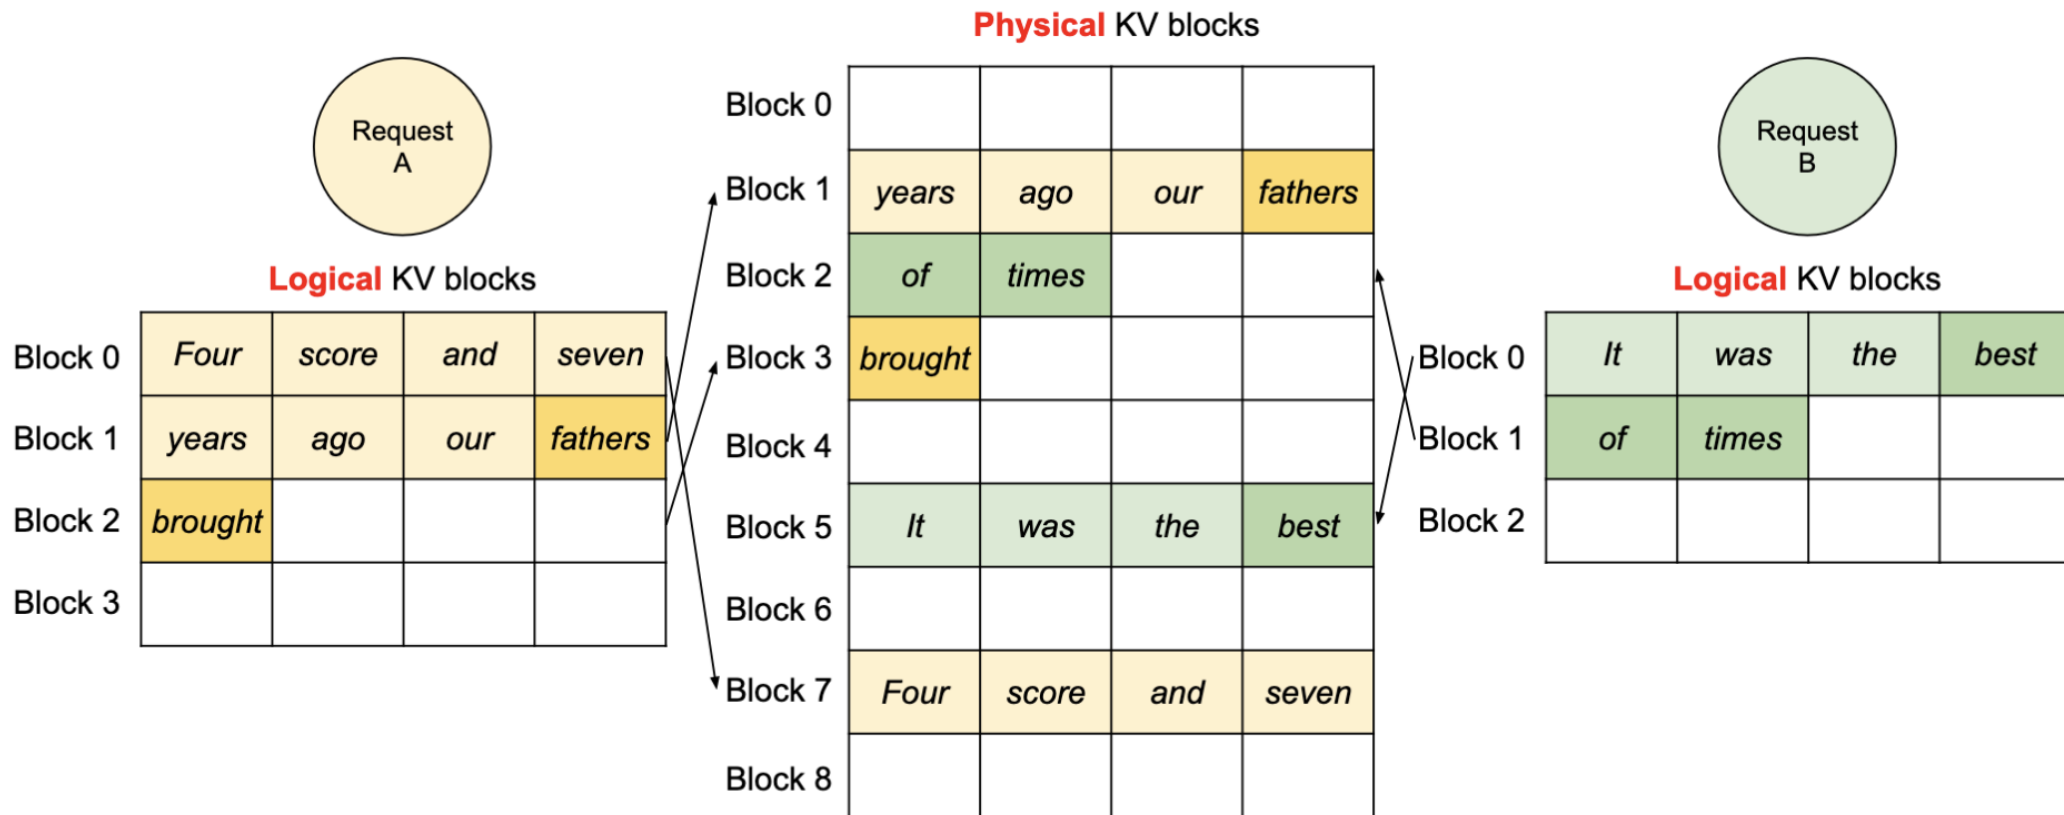 Physical KV blocks
Request
A
Logical KV blocks
Block 0 Four score and seven
Block 1 years ago our fathers
Block 2 brought
Block 3
Block 0
Block 1 years ago our fathers
Block 2 of times
Block 3 brought
Block 4
Block 5 It was the best
Block 6
Block 7 Four score and seven
Block 8
Request
B
Logical KV blocks
Block 0 It was the best
Block 1 of times
Block 2